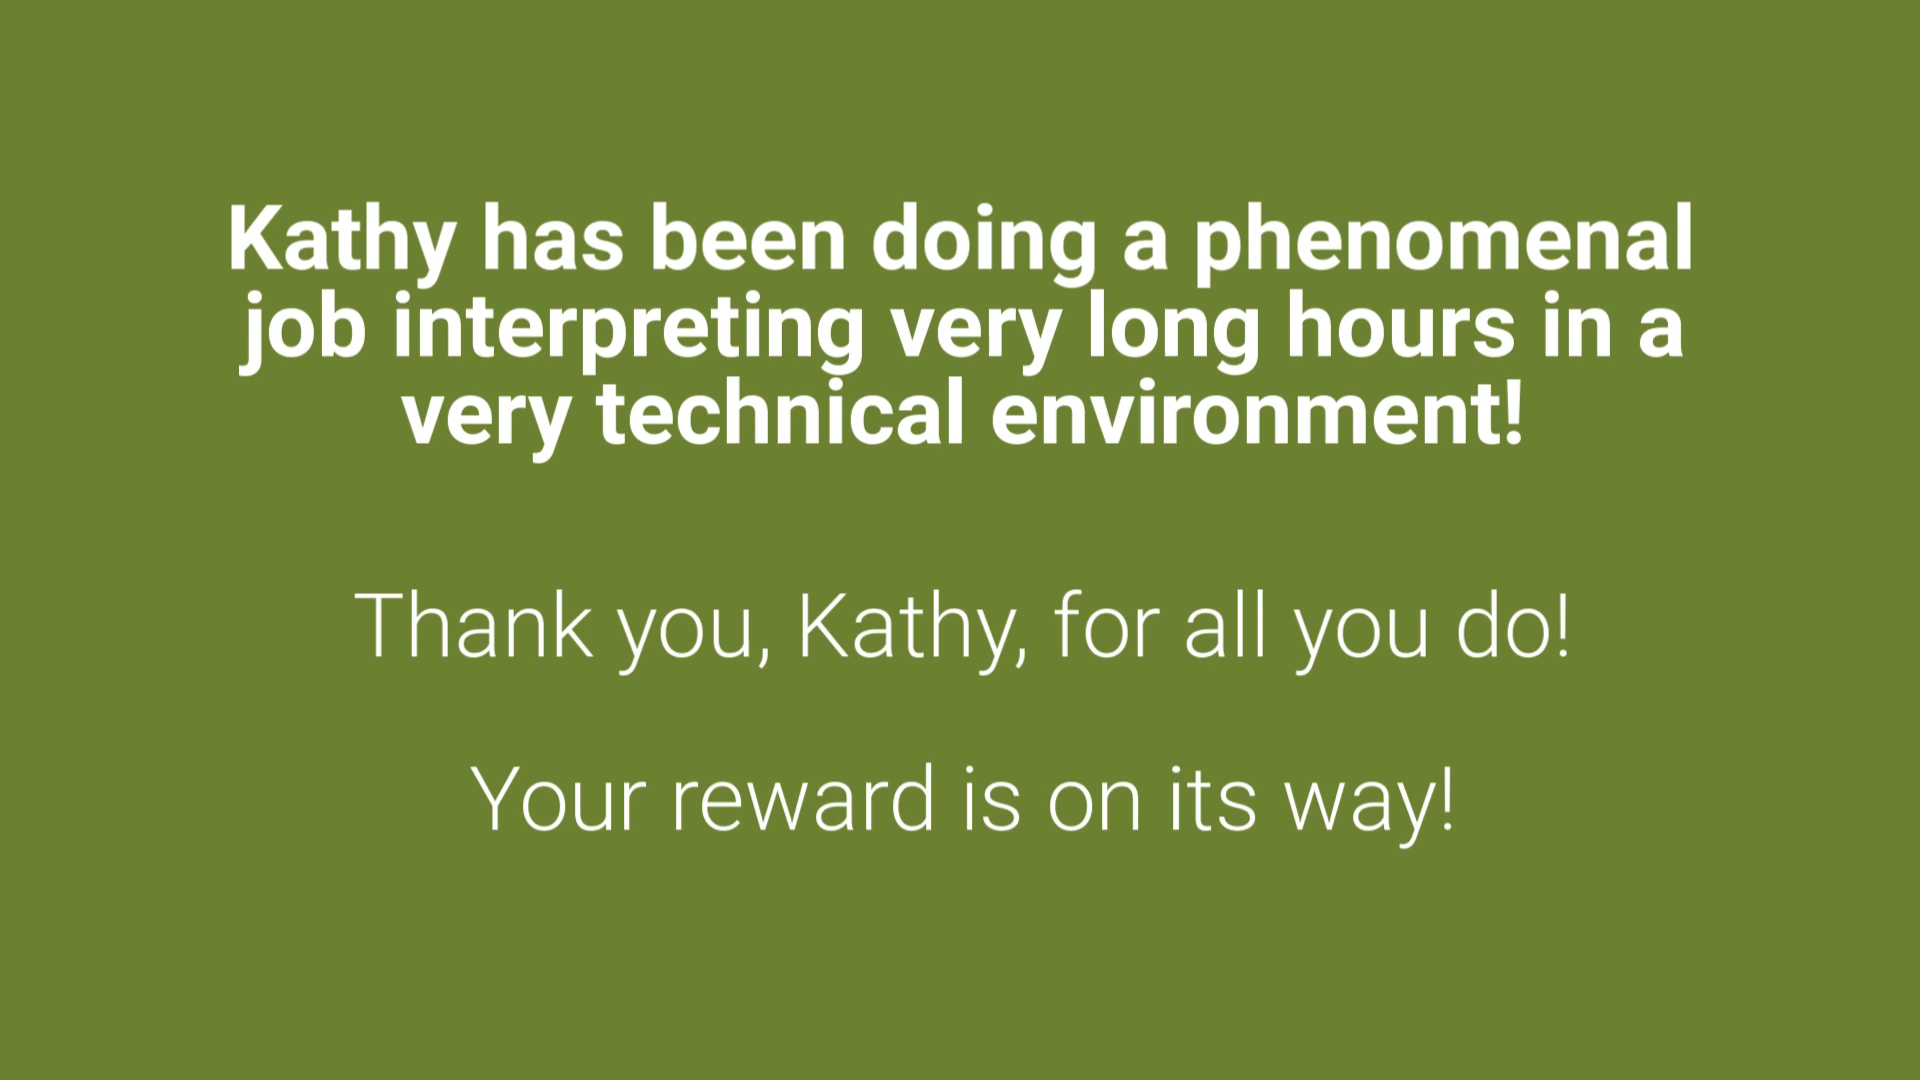 Kathy has been doing a phenomenal
job interpreting very long hours in a
very technical environment!
Thank you, Kathy, for all you do!
Your reward is on its way!